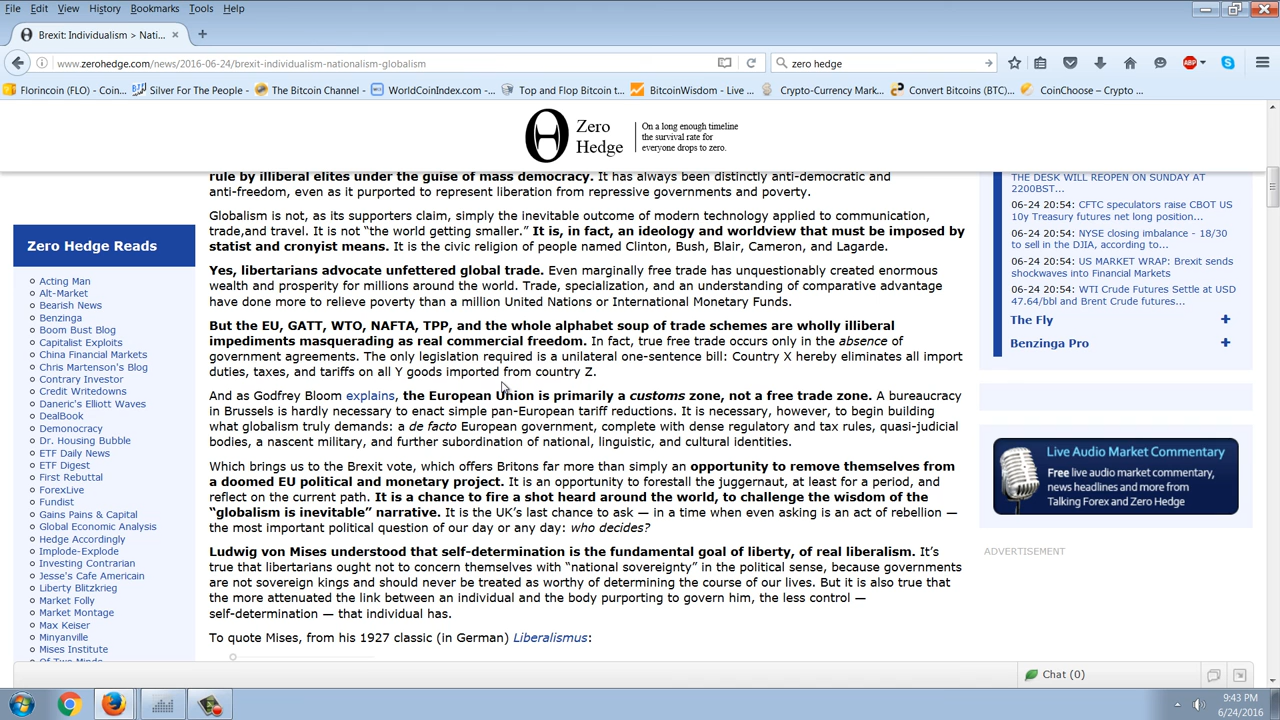 File Edit View History Bookmarks Tools Help
Brexit: Individualism > Nati...
www.zerohedge.com/news/2016-06-24/brexit-individualism-nationalism-globalism
zero hedge
Florincoin (FLO) - Coin...
Silver For The People -
The Bitcoin Channel -
WorldCoinIndex.com -...
Top and Flop Bitcoin t...
BitcoinWisdom - Live ...
Crypto-Currency Mark...
Convert Bitcoins (BTC)...
CoinChoose – Crypto ...
Zero
Hedge
On a long enough timeline
the survival rate for
everyone drops to zero.
rule by illiberal elites under the guise of mass democracy. It has always been distinctly anti-democratic and
anti-freedom, even as it purported to represent liberation from repressive governments and poverty.
Globalism is not, as its supporters claim, simply the inevitable outcome of modern technology applied to communication,
trade,and travel. It is not “the world getting smaller.” It is, in fact, an ideology and worldview that must be imposed by
statist and cronyist means. It is the civic religion of people named Clinton, Bush, Blair, Cameron, and Lagarde.
Yes, libertarians advocate unfettered global trade. Even marginally free trade has unquestionably created enormous
wealth and prosperity for millions around the world. Trade, specialization, and an understanding of comparative advantage
have done more to relieve poverty than a million United Nations or International Monetary Funds.
But the EU, GATT, WTO, NAFTA, TPP, and the whole alphabet soup of trade schemes are wholly illiberal
impediments masquerading as real commercial freedom. In fact, true free trade occurs only in the absence of
government agreements. The only legislation required is a unilateral one-sentence bill: Country X hereby eliminates all import
duties, taxes, and tariffs on all Y goods imported from country Z.
And as Godfrey Bloom explains, the European Union is primarily a customs zone, not a free trade zone. A bureaucracy
in Brussels is hardly necessary to enact simple pan-European tariff reductions. It is necessary, however, to begin building
what globalism truly demands: a de facto European government, complete with dense regulatory and tax rules, quasi-judicial
bodies, a nascent military, and further subordination of national, linguistic, and cultural identities.
Which brings us to the Brexit vote, which offers Britons far more than simply an opportunity to remove themselves from
a doomed EU political and monetary project. It is an opportunity to forestall the juggernaut, at least for a period, and
reflect on the current path. It is a chance to fire a shot heard around the world, to challenge the wisdom of the
“globalism is inevitable” narrative. It is the UK’s last chance to ask — in a time when even asking is an act of rebellion —
the most important political question of our day or any day: who decides?
Ludwig von Mises understood that self-determination is the fundamental goal of liberty, of real liberalism. It’s
true that libertarians ought not to concern themselves with “national sovereignty” in the political sense, because governments
are not sovereign kings and should never be treated as worthy of determining the course of our lives. But it is also true that
the more attenuated the link between an individual and the body purporting to govern him, the less control —
self-determination — that individual has.
To quote Mises, from his 1927 classic (in German) Liberalismus:
Zero Hedge Reads
Acting Man
Alt-Market
Bearish News
Benzinga
Boom Bust Blog
Capitalist Exploits
China Financial Markets
Chris Martenson's Blog
Contrary Investor
Credit Writedowns
Daneric's Elliott Waves
DealBook
Demonocracy
Dr. Housing Bubble
ETF Daily News
ETF Digest
First Rebuttal
ForexLive
Fundist
Gains Pains & Capital
Global Economic Analysis
Hedge Accordingly
Implode-Explode
Investing Contrarian
Jesse's Cafe Americain
Liberty Blitzkrieg
Market Folly
Market Montage
Max Keiser
Minyanville
Mises Institute
Of Two Minds
THE DESK WILL REOPEN ON SUNDAY AT
2200BST...
06-24 20:54: CFTC speculators raise CBOT US
10y Treasury futures net long position...
06-24 20:54: NYSE closing imbalance - 18/30
to sell in the DJIA, according to...
06-24 20:54: US MARKET WRAP: Brexit sends
shockwaves into Financial Markets
06-24 20:54: WTI Crude Futures Settle at USD
47.64/bbl and Brent Crude futures...
The Fly +
Benzinga Pro +
Live Audio Market Commentary
Free live audio market commentary,
news headlines and more from
Talking Forex and Zero Hedge
ADVERTISEMENT
Chat (0)
9:43 PM
6/24/2016